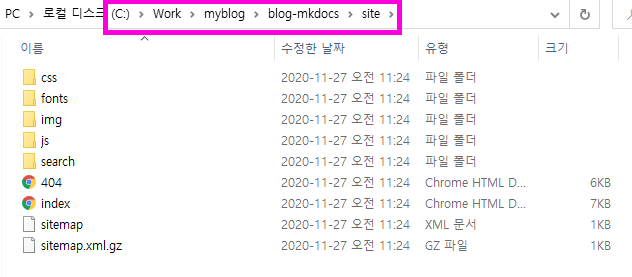 PC > 로컬 디스크 (C:) > Work > myblog > blog-mkdocs > site >
이름 수정한 날짜 유형 크기
css 2020-11-27 오전 11:24 파일 폴더
fonts 2020-11-27 오전 11:24 파일 폴더
img 2020-11-27 오전 11:24 파일 폴더
js 2020-11-27 오전 11:24 파일 폴더
search 2020-11-27 오전 11:24 파일 폴더
404 2020-11-27 오전 11:24 Chrome HTML D... 6KB
index 2020-11-27 오전 11:24 Chrome HTML D... 7KB
sitemap 2020-11-27 오전 11:24 XML 문서 1KB
sitemap.xml.gz 2020-11-27 오전 11:24 GZ 파일 1KB